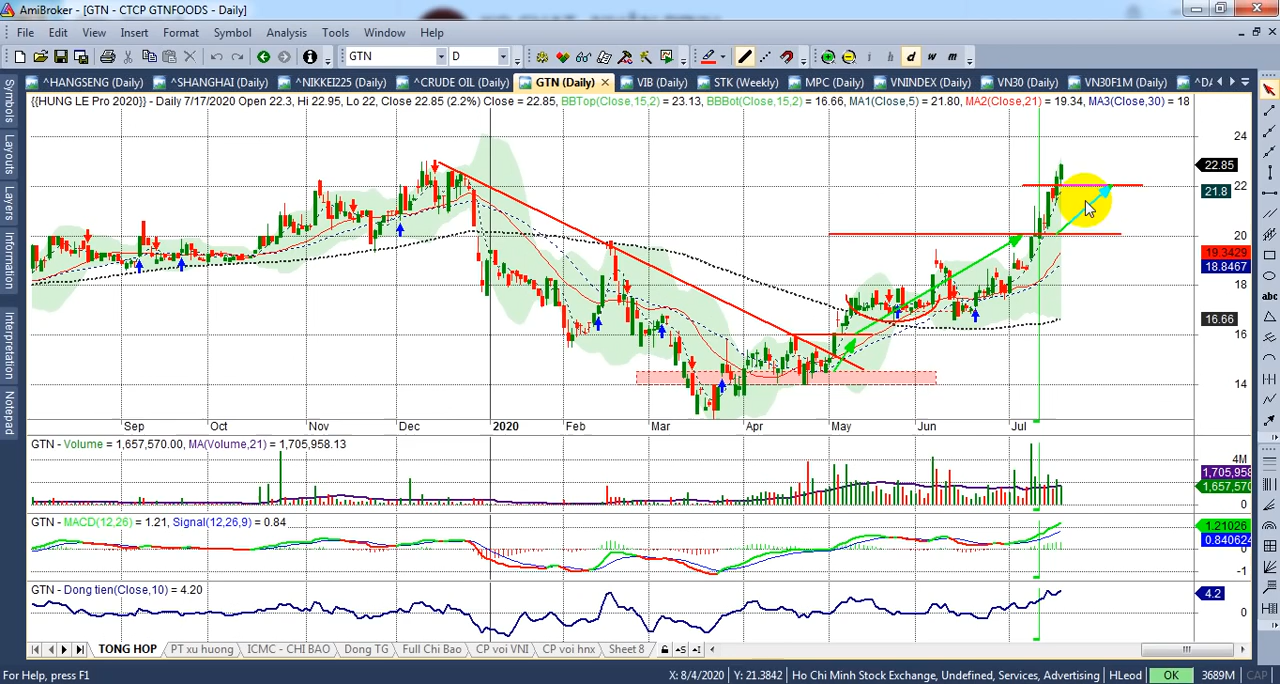 AmiBroker - [GTN - CTCP GTNFOODS - Daily]
File Edit View Insert Format Symbol Analysis Tools Window Help
GTN D i h i d w m
^HANGSENG (Daily) ^SHANGHAI (Daily) ^NIKKEI225 (Daily) ^CRUDE OIL (Daily) GTN (Daily) VIB (Daily) STK (Weekly) MPC (Daily) VNINDEX (Daily) VN30 (Daily) VN30F1M (Daily) ^DA
{{HUNG LE Pro 2020}} - Daily 7/17/2020 Open 22.3, Hi 22.95, Lo 22, Close 22.85 (2.2%) Close = 22.85, BBTop(Close,15,2) = 23.13, BBBot(Close,15,2) = 16.66, MA1(Close,5) = 21.80, MA2(Close,21) = 19.34, MA3(Close,30) = 18
Symbols
Layouts
Layers
Information
Interpretation
Notepad
24
22.85
22
21.8
20
19.3429
18.8467
18
16.66
16
14
abc
Sep Oct Nov Dec 2020 Feb Mar Apr May Jun Jul
GTN - Volume = 1,657,570.00, MA(Volume,21) = 1,705,958.13
4M
1,705,958
1,657,570
0
GTN - MACD(12,26) = 1.21, Signal(12,26,9) = 0.84
1.21026
0.840624
0
-1
GTN - Dong tien(Close,10) = 4.20
4.2
0
TONG HOP PT xu huong ICMC - CHI BAO Dong TG Full Chi Bao CP voi VNI CP voi hnx Sheet 8
For Help, press F1 X: 8/4/2020 Y: 21.3842 Ho Chi Minh Stock Exchange, Undefined, Services, Advertising HLeod OK 3689M CAP